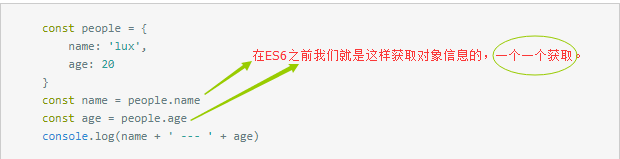 const people = {
name: 'lux',
age: 20
}
在ES6之前我们就是这样获取对象信息的，一个一个获取。
const name = people.name
const age = people.age
console.log(name + ' --- ' + age)